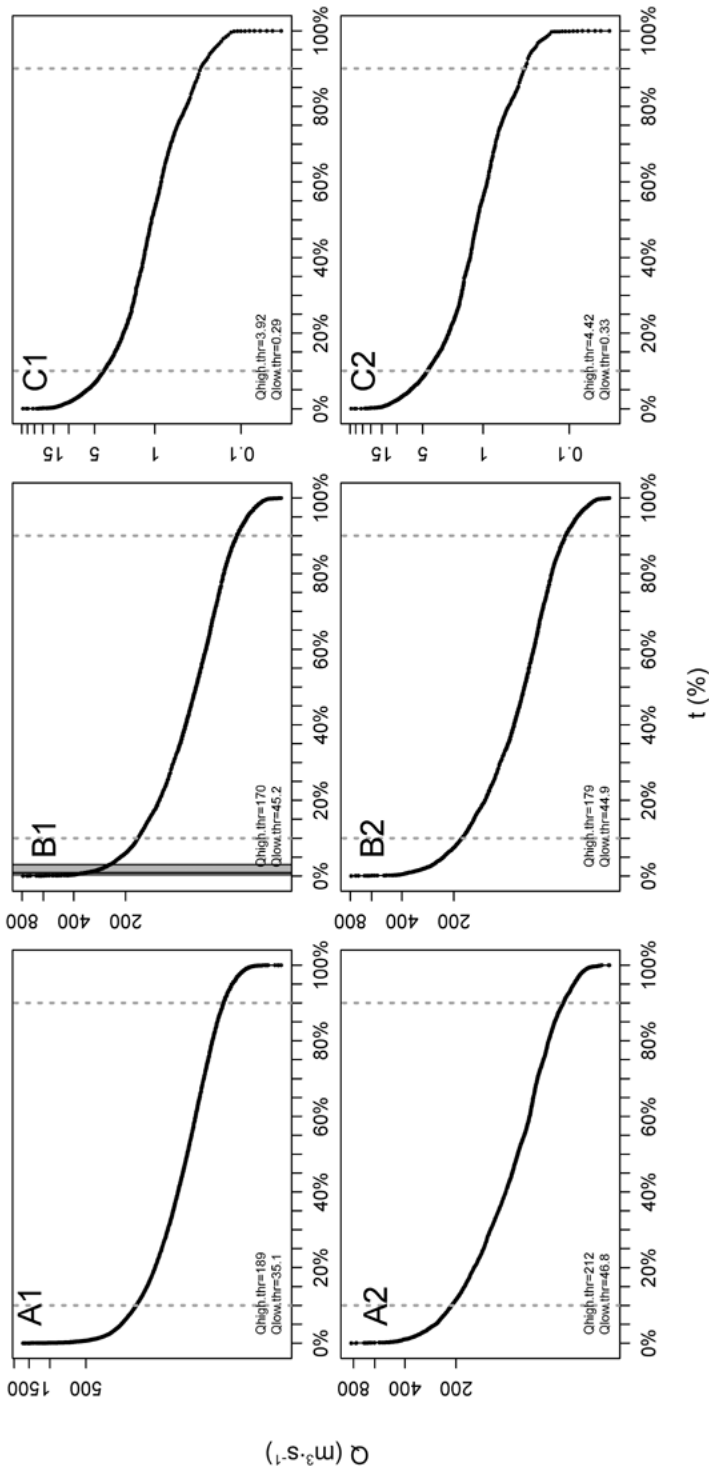 Q (m³·s⁻¹)
A1
1500
500
Qhigh.thr=189
Qlow.thr=35.1
0% 20% 40% 60% 80% 100%
B1
800
400
200
Qhigh.thr=170
Qlow.thr=45.2
0% 20% 40% 60% 80% 100%
C1
15
5
1
0.1
Qhigh.thr=3.92
Qlow.thr=0.29
0% 20% 40% 60% 80% 100%
A2
800
400
200
Qhigh.thr=212
Qlow.thr=46.8
0% 20% 40% 60% 80% 100%
B2
800
400
200
Qhigh.thr=179
Qlow.thr=44.9
0% 20% 40% 60% 80% 100%
C2
15
5
1
0.1
Qhigh.thr=4.42
Qlow.thr=0.33
0% 20% 40% 60% 80% 100%
t (%)